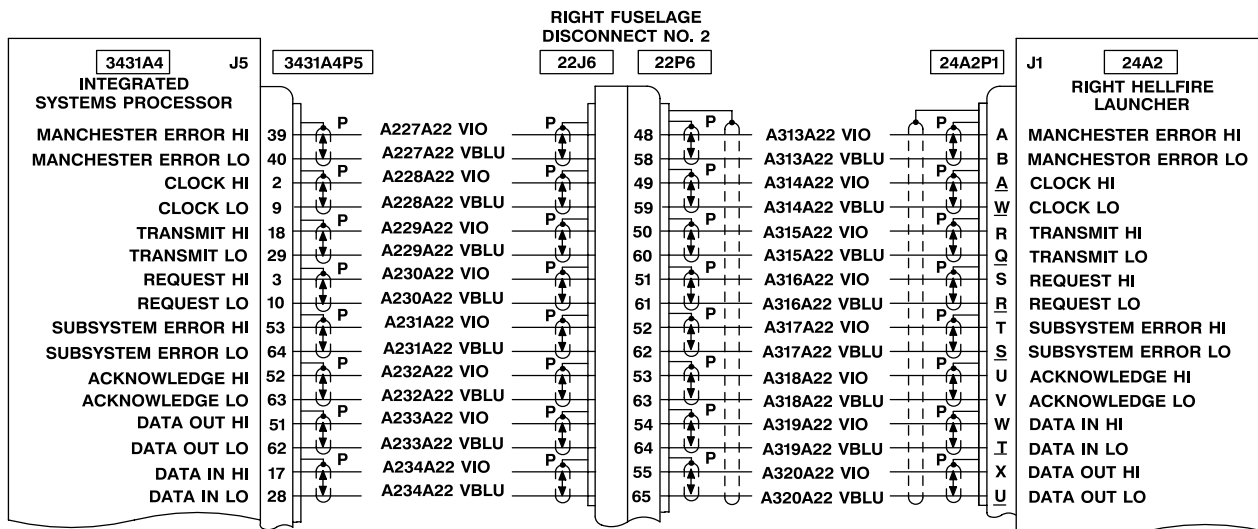 RIGHT FUSELAGE
DISCONNECT NO. 2
3431A4 J5 3431A4P5 22J6 22P6 24A2P1 J1 24A2
INTEGRATED
SYSTEMS PROCESSOR
RIGHT HELLFIRE
LAUNCHER
P P P P
MANCHESTER ERROR HI 39 A227A22 VIO 48 A313A22 VIO A MANCHESTER ERROR HI
MANCHESTER ERROR LO 40 A227A22 VBLU 58 A313A22 VBLU B MANCHESTOR ERROR LO
P P P P
CLOCK HI 2 A228A22 VIO 49 A314A22 VIO A CLOCK HI
CLOCK LO 9 A228A22 VBLU 59 A314A22 VBLU W CLOCK LO
P P P P
TRANSMIT HI 18 A229A22 VIO 50 A315A22 VIO R TRANSMIT HI
TRANSMIT LO 29 A229A22 VBLU 60 A315A22 VBLU Q TRANSMIT LO
P P P P
REQUEST HI 3 A230A22 VIO 51 A316A22 VIO S REQUEST HI
REQUEST LO 10 A230A22 VBLU 61 A316A22 VBLU R REQUEST LO
P P P P
SUBSYSTEM ERROR HI 53 A231A22 VIO 52 A317A22 VIO T SUBSYSTEM ERROR HI
SUBSYSTEM ERROR LO 64 A231A22 VBLU 62 A317A22 VBLU S SUBSYSTEM ERROR LO
P P P P
ACKNOWLEDGE HI 52 A232A22 VIO 53 A318A22 VIO U ACKNOWLEDGE HI
ACKNOWLEDGE LO 63 A232A22 VBLU 63 A318A22 VBLU V ACKNOWLEDGE LO
P P P P
DATA OUT HI 51 A233A22 VIO 54 A319A22 VIO W DATA IN HI
DATA OUT LO 62 A233A22 VBLU 64 A319A22 VBLU T DATA IN LO
P P P P
DATA IN HI 17 A234A22 VIO 55 A320A22 VIO X DATA OUT HI
DATA IN LO 28 A234A22 VBLU 65 A320A22 VBLU U DATA OUT LO